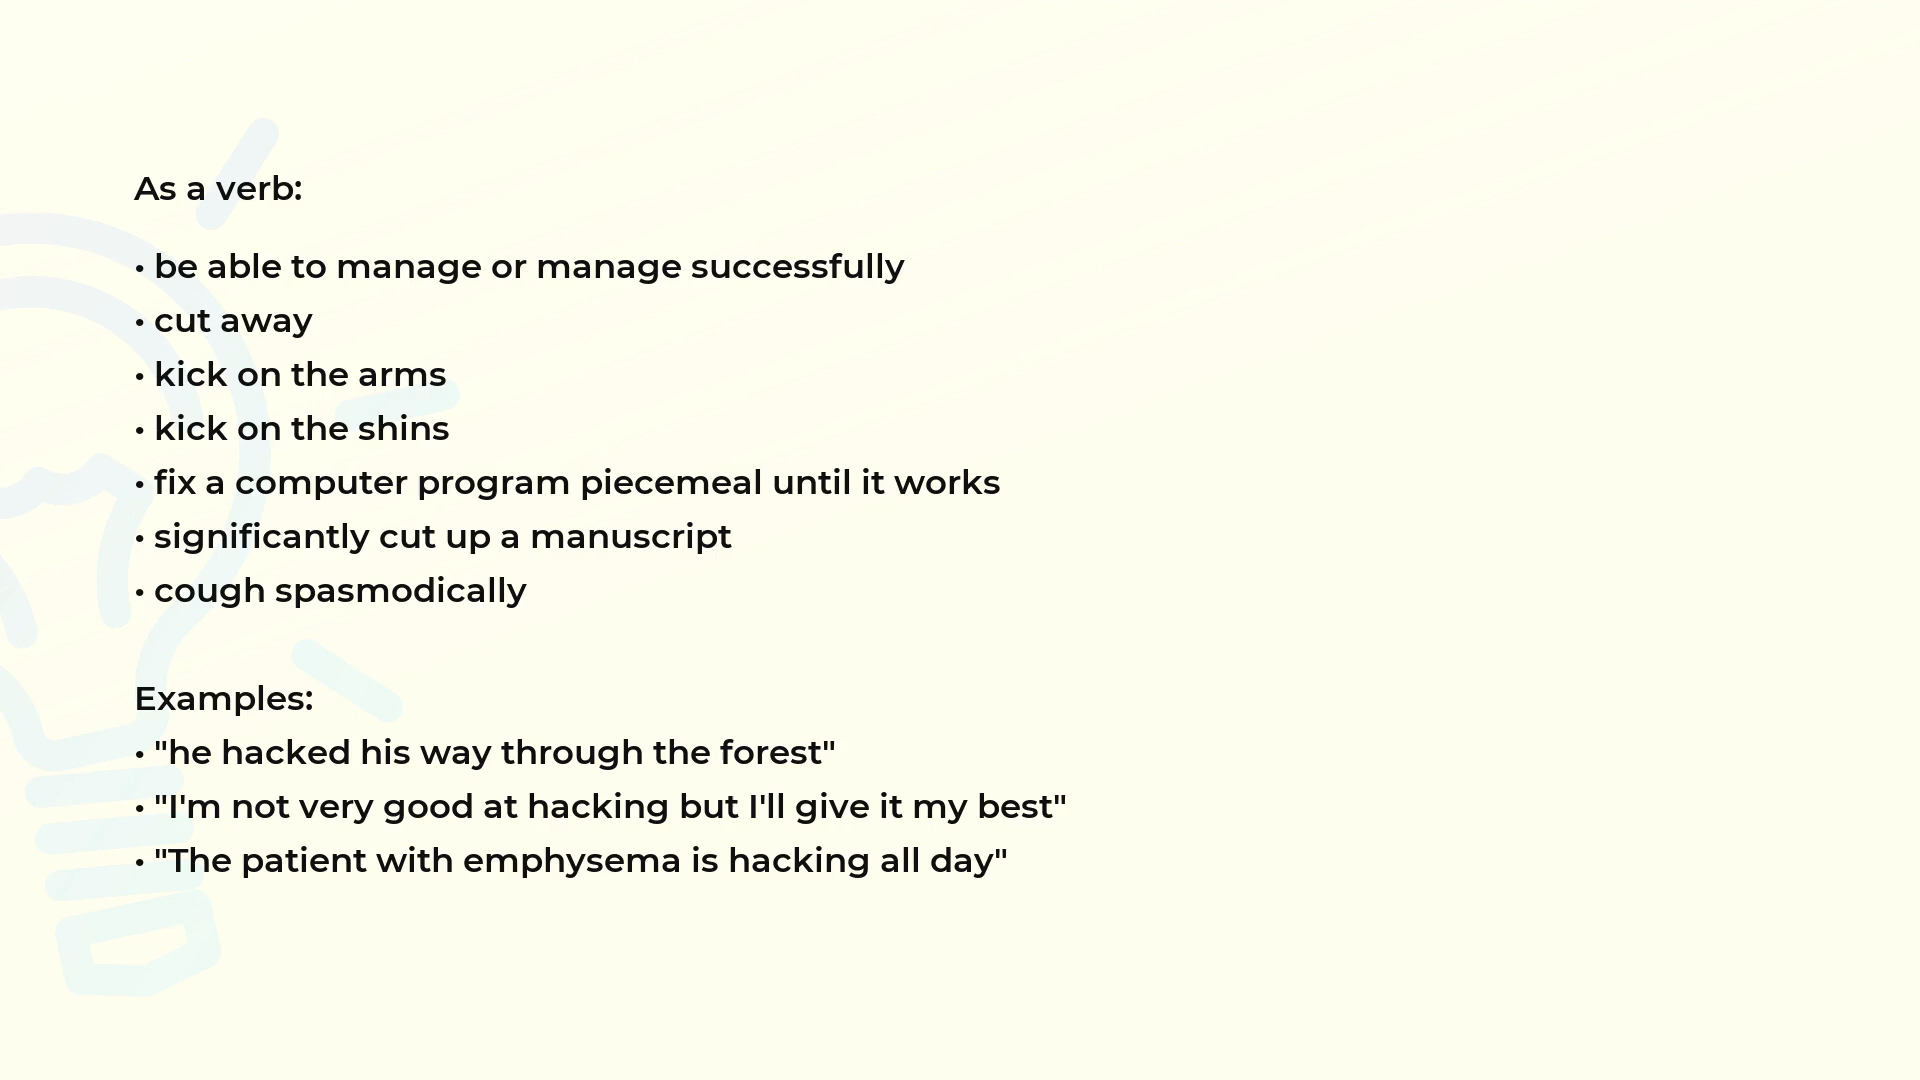 As a verb:
• be able to manage or manage successfully
• cut away
• kick on the arms
• kick on the shins
• fix a computer program piecemeal until it works
• significantly cut up a manuscript
• cough spasmodically
Examples:
• "he hacked his way through the forest"
• "I'm not very good at hacking but I'll give it my best"
• "The patient with emphysema is hacking all day"